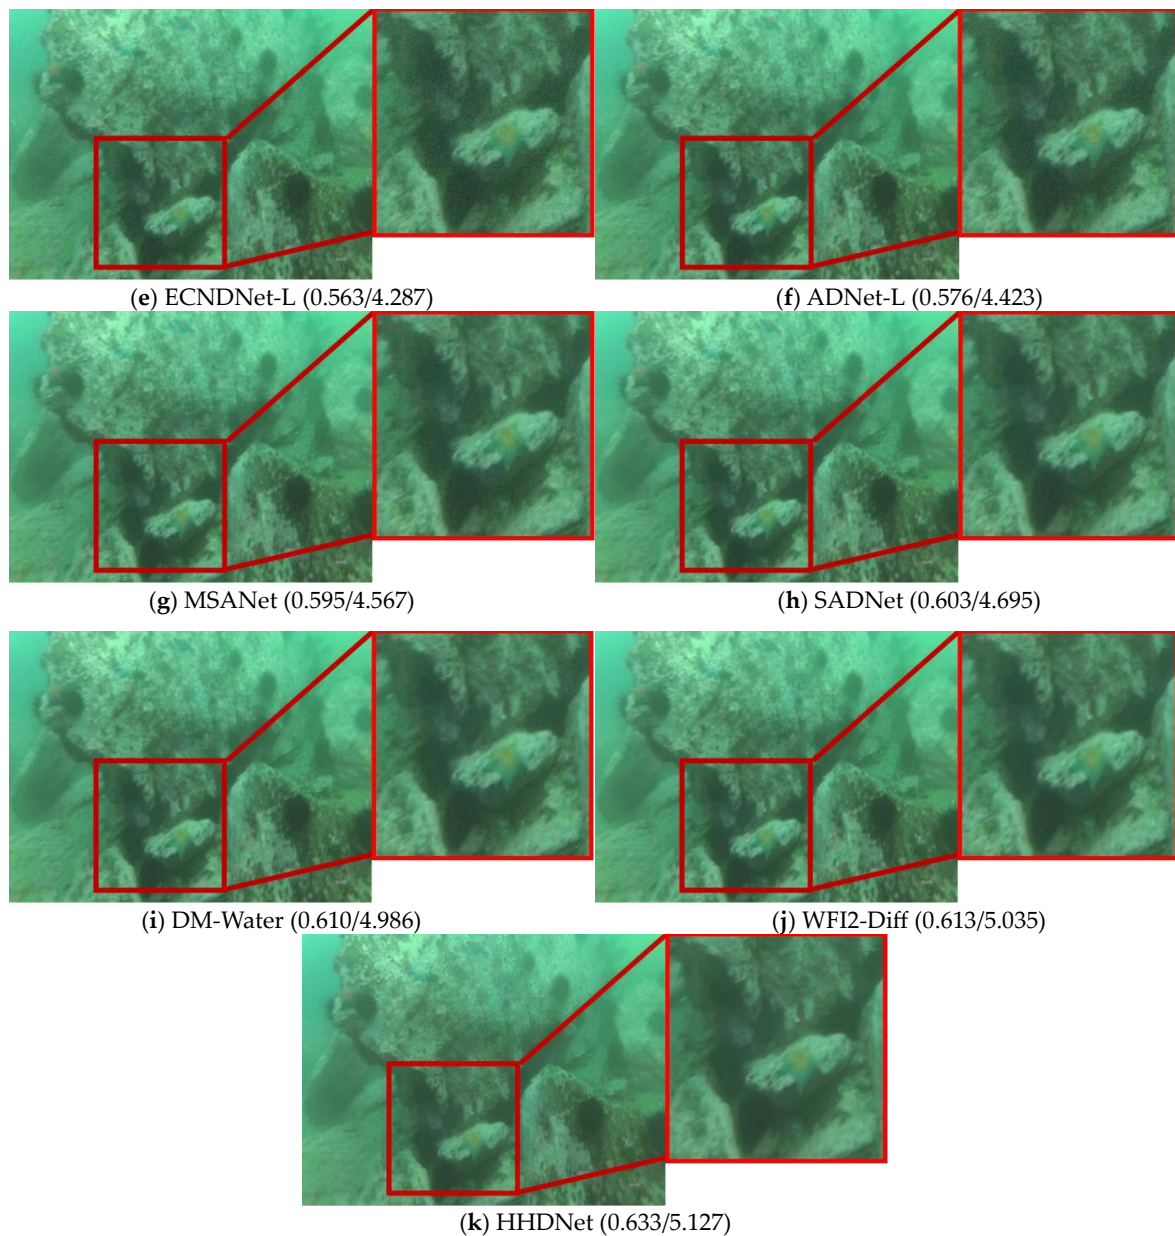 (e) ECNDNet-L (0.563/4.287)
(f) ADNet-L (0.576/4.423)
(g) MSANet (0.595/4.567)
(h) SADNet (0.603/4.695)
(i) DM-Water (0.610/4.986)
(j) WFI2-Diff (0.613/5.035)
(k) HHDNet (0.633/5.127)